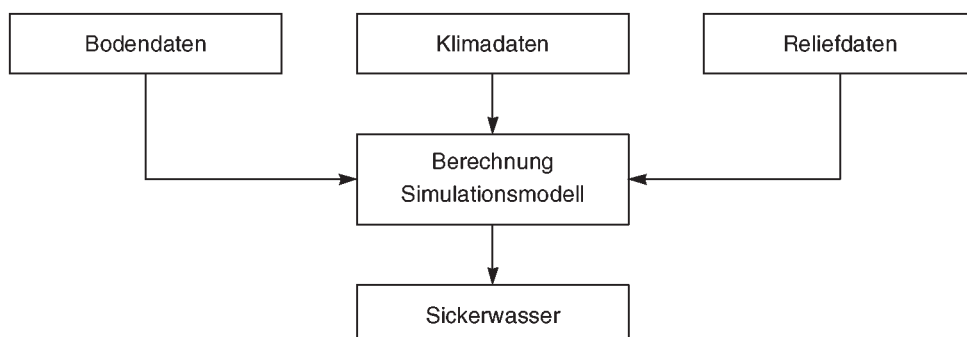 Bodendaten
Klimadaten
Reliefdaten
Berechnung
Simulationsmodell
Sickerwasser